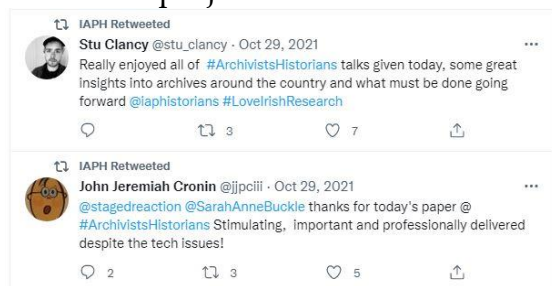 IAPH Retweeted
Stu Clancy @stu_clancy · Oct 29, 2021
Really enjoyed all of #ArchivistsHistorians talks given today, some great
insights into archives around the country and what must be done going
forward @iaphistorians #LoveIrishResearch
3 7
IAPH Retweeted
John Jeremiah Cronin @jjpciii · Oct 29, 2021
@stagedreaction @SarahAnneBuckle thanks for today's paper @
#ArchivistsHistorians Stimulating, important and professionally delivered
despite the tech issues!
2 3 5